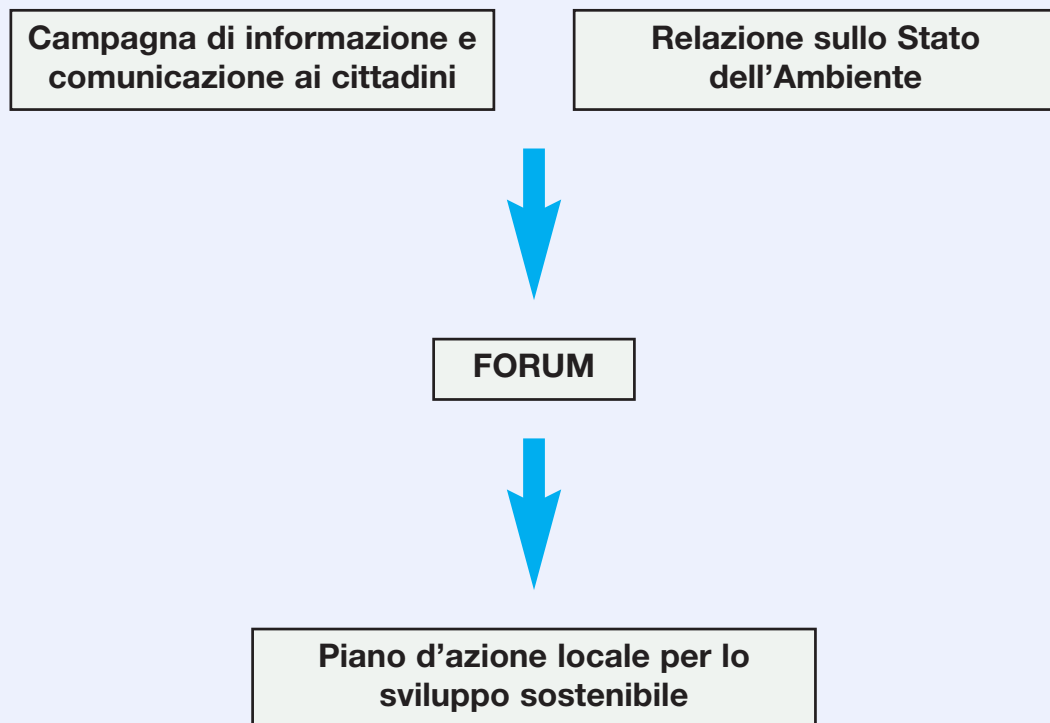 Campagna di informazione e
comunicazione ai cittadini
Relazione sullo Stato
dell’Ambiente
FORUM
Piano d’azione locale per lo
sviluppo sostenibile